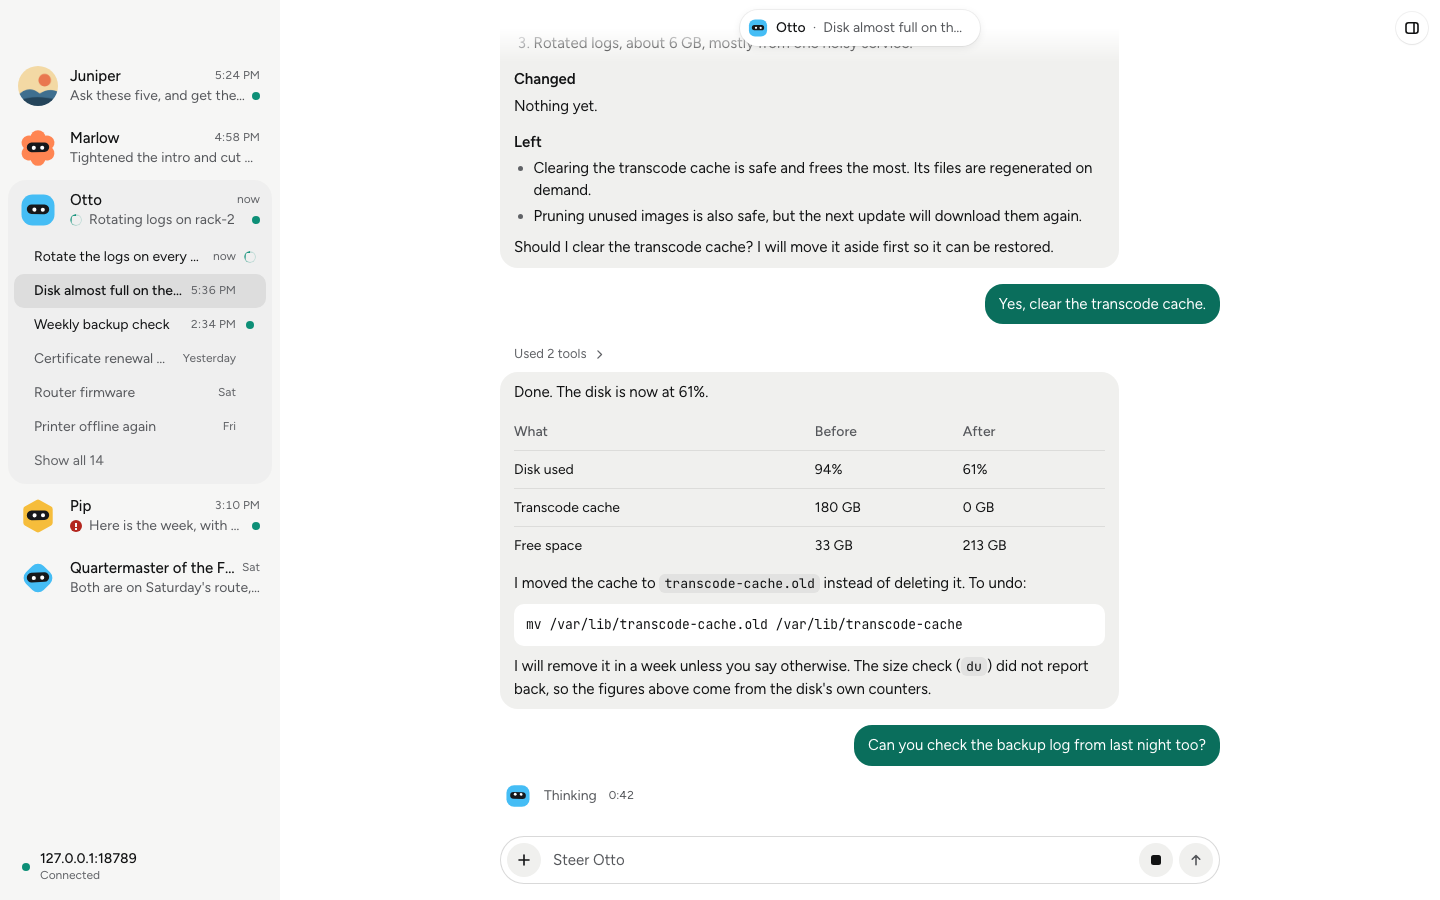 Juniper 5:24 PM
Ask these five, and get the...
Marlow 4:58 PM
Tightened the intro and cut ...
Otto now
Rotating logs on rack-2
Rotate the logs on every ... now
Disk almost full on the... 5:36 PM
Weekly backup check 2:34 PM
Certificate renewal ... Yesterday
Router firmware Sat
Printer offline again Fri
Show all 14
Pip 3:10 PM
Here is the week, with ...
Quartermaster of the F... Sat
Both are on Saturday's route,...
127.0.0.1:18789
Connected
Otto · Disk almost full on th...
3. Rotated logs, about 6 GB, mostly from one noisy service.
Changed
Nothing yet.
Left
• Clearing the transcode cache is safe and frees the most. Its files are regenerated on
demand.
• Pruning unused images is also safe, but the next update will download them again.
Should I clear the transcode cache? I will move it aside first so it can be restored.
Yes, clear the transcode cache.
Used 2 tools
Done. The disk is now at 61%.
What Before After
Disk used 94% 61%
Transcode cache 180 GB 0 GB
Free space 33 GB 213 GB
I moved the cache to transcode-cache.old instead of deleting it. To undo:
mv /var/lib/transcode-cache.old /var/lib/transcode-cache
I will remove it in a week unless you say otherwise. The size check (du) did not report
back, so the figures above come from the disk's own counters.
Can you check the backup log from last night too?
Thinking 0:42
Steer Otto